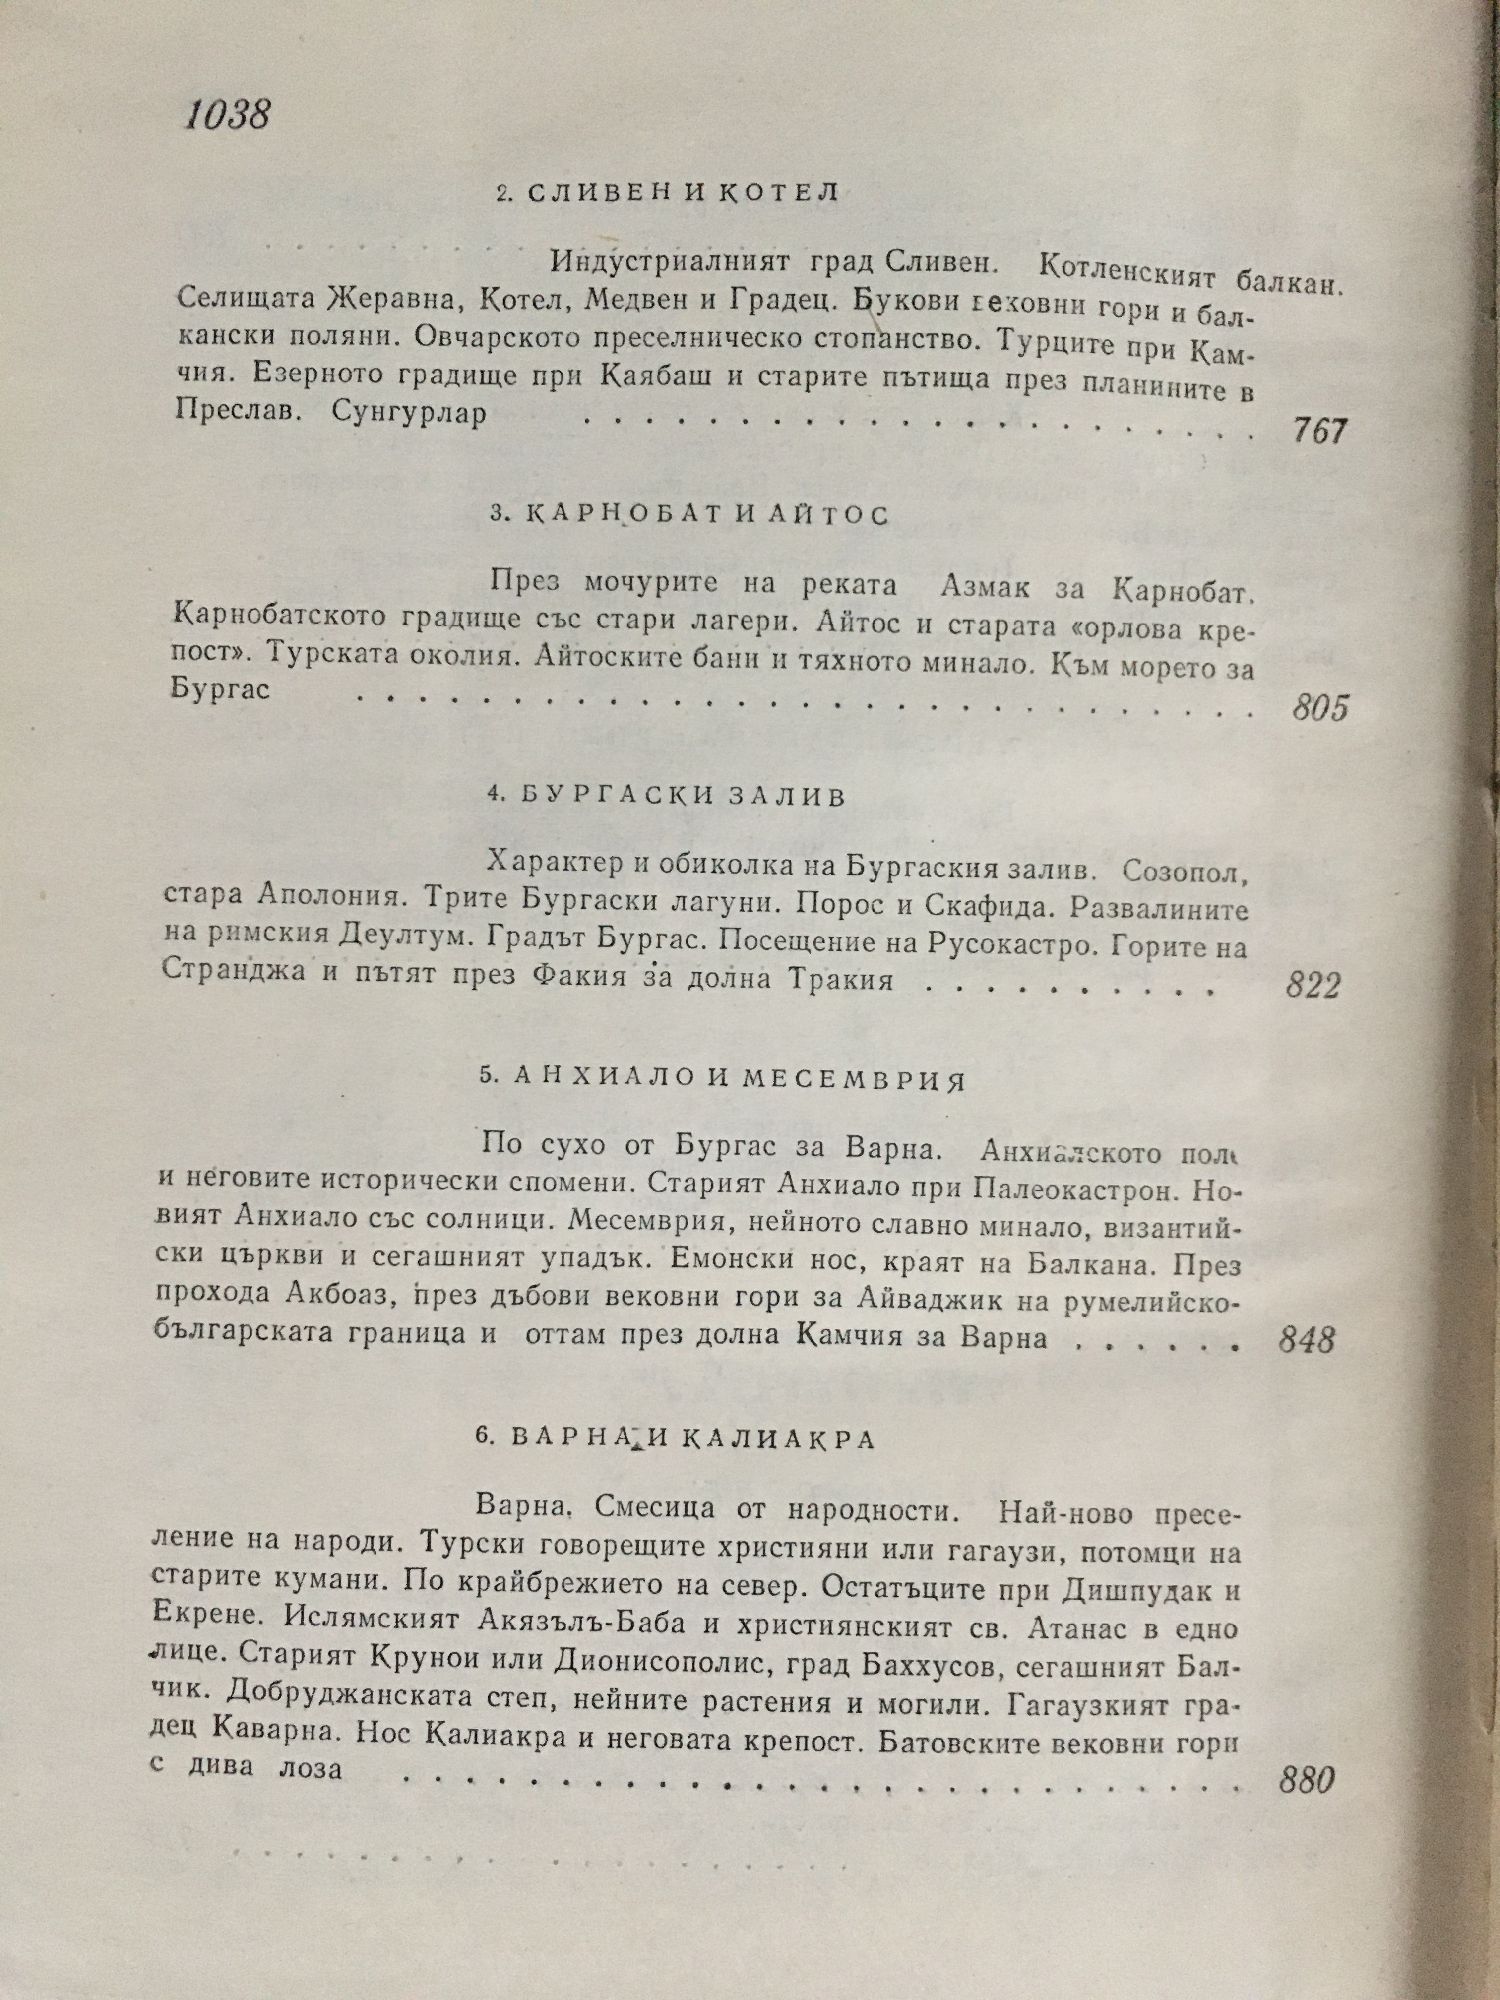 1038
2. СЛИВЕН И КОТЕЛ
Индустриалният град Сливен. Котленският балкан.
Селищата Жеравна, Котел, Медвен и Градец. Букови вековни гори и бал-
кански поляни. Овчарското преселническо стопанство. Турците при Кам-
чия. Езерното градище при Каябаш и старите пътища през планините в
Преслав. Сунгурлар . . . . . . . . . . . . . . . . . . . . . . 767
3. КАРНОБАТ И АЙТОС
През мочурите на реката Азмак за Карнобат.
Карнобатското градище със стари лагери. Айтос и старата «орлова кре-
пост». Турската околия. Айтоските бани и тяхното минало. Към морето за
Бургас . . . . . . . . . . . . . . . . . . . . . . . . . . . . . 805
4. БУРГАСКИ ЗАЛИВ
Характер и обиколка на Бургаския залив. Созопол,
стара Аполония. Трите Бургаски лагуни. Порос и Скафида. Развалините
на римския Деултум. Градът Бургас. Посещение на Русокастро. Горите на
Странджа и пътят през Факия за долна Тракия . . . . . . . . . . 822
5. АНХИАЛО И МЕСЕМВРИЯ
По сухо от Бургас за Варна. Анхиалското поле
и неговите исторически спомени. Старият Анхиало при Палеокастрон. Но-
вият Анхиало със солници. Месемврия, нейното славно минало, византий-
ски църкви и сегашният упадък. Емонски нос, краят на Балкана. През
прохода Акбоаз, през дъбови вековни гори за Айваджик на румелийско-
българската граница и оттам през долна Камчия за Варна . . . . . . 848
6. ВАРНА И КАЛИАКРА
Варна. Смесица от народности. Най-ново пресе-
ление на народи. Турски говорещите християни или гагаузи, потомци на
старите кумани. По крайбрежието на север. Остатъците при Дишпудак и
Екрене. Ислямският Акязълъ-Баба и християнският св. Атанас в едно
лице. Старият Круноי или Дионисополис, град Баххусов, сегашният Бал-
чик. Добруджанската степ, нейните растения и могили. Гагаузкият гра-
дец Каварна. Нос Калиакра и неговата крепост. Батовските вековни гори
с дива лоза . . . . . . . . . . . . . . . . . . . . . . . . . . . 880